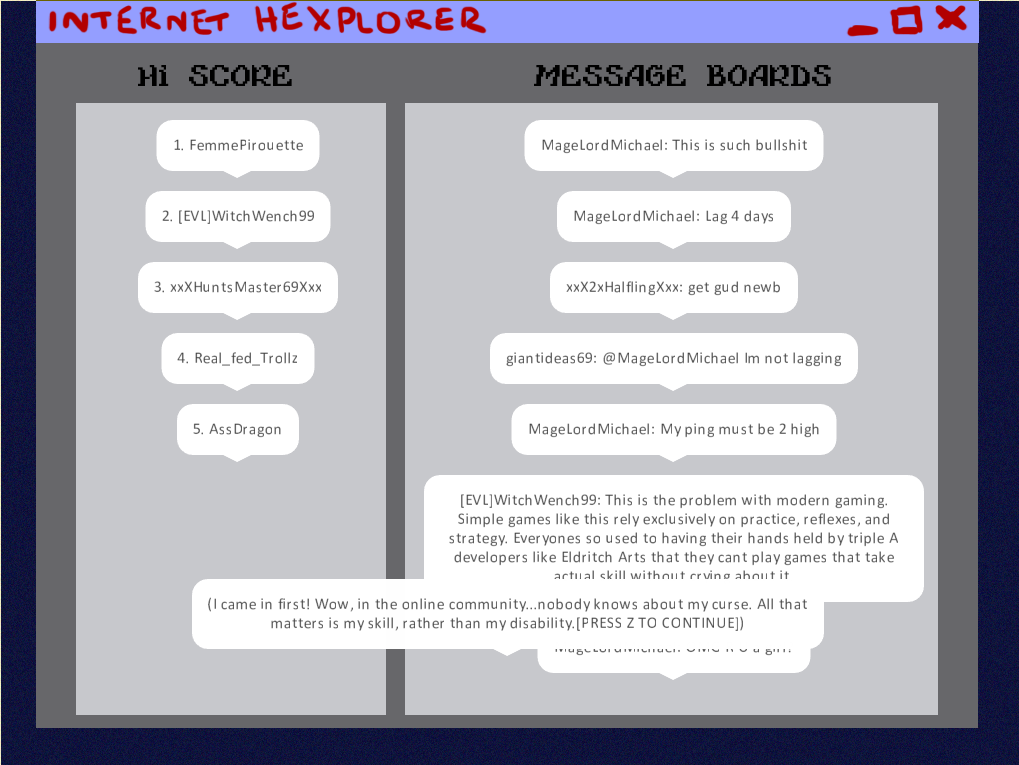 INTERNET HEXPLORER
Hi SCORE
1. FemmePirouette
2. [EVL]WitchWench99
3. xxXHuntsMaster69Xxx
4. Real_fed_Trollz
5. AssDragon
MESSAGE BOARDS
MageLordMichael: This is such bullshit
MageLordMichael: Lag 4 days
xxX2xHalflingXxx: get gud newb
giantideas69: @MageLordMichael Im not lagging
MageLordMichael: My ping must be 2 high
[EVL]WitchWench99: This is the problem with modern gaming.
Simple games like this rely exclusively on practice, reflexes, and
strategy. Everyones so used to having their hands held by triple A
developers like Eldritch Arts that they cant play games that take
actual skill without crying about it
(I came in first! Wow, in the online community...nobody knows about my curse. All that
matters is my skill, rather than my disability.[PRESS Z TO CONTINUE])
MageLordMichael: OMG R U a girl?